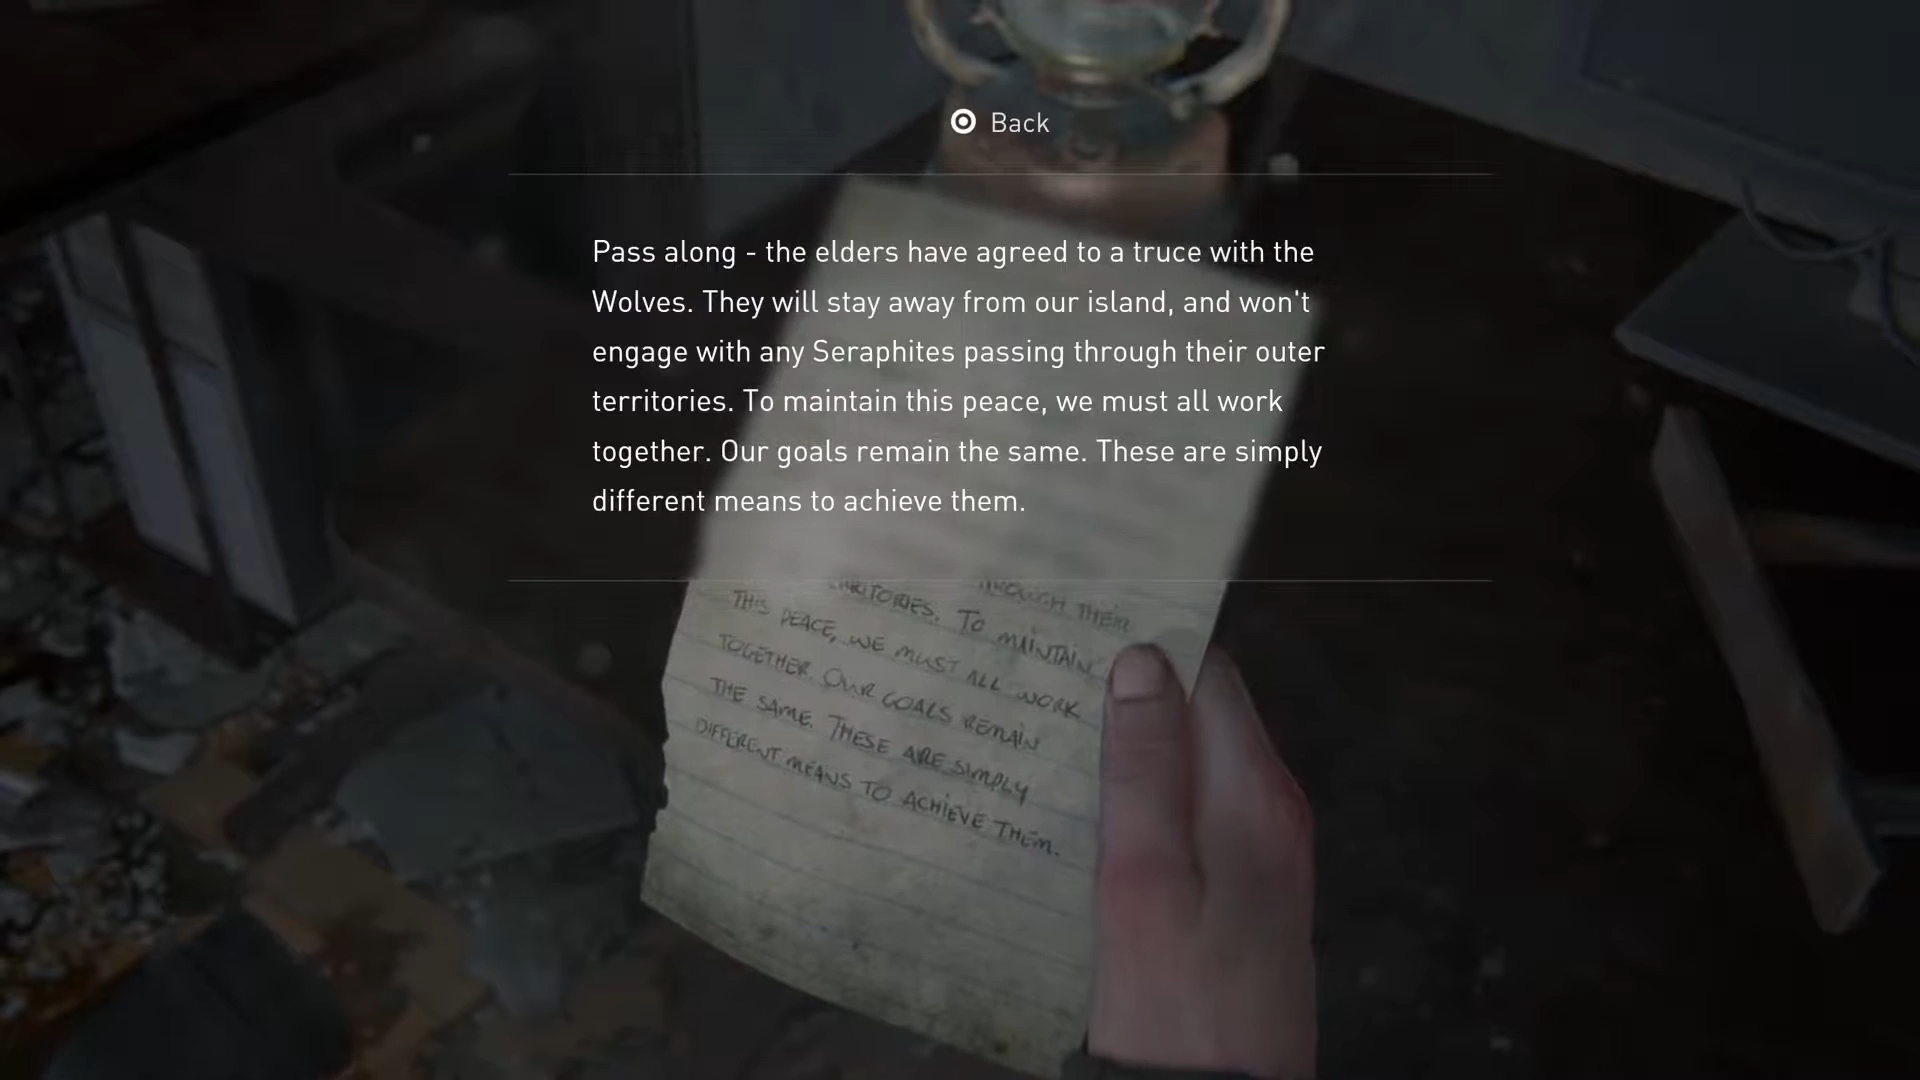 Back
Pass along - the elders have agreed to a truce with the
Wolves. They will stay away from our island, and won't
engage with any Seraphites passing through their outer
territories. To maintain this peace, we must all work
together. Our goals remain the same. These are simply
different means to achieve them.
THROUGH THEIR
TERRITORIES. TO MAINTAIN
THIS PEACE, WE MUST ALL WORK
TOGETHER. OUR GOALS REMAIN
THE SAME. THESE ARE SIMPLY
DIFFERENT MEANS TO ACHIEVE THEM.